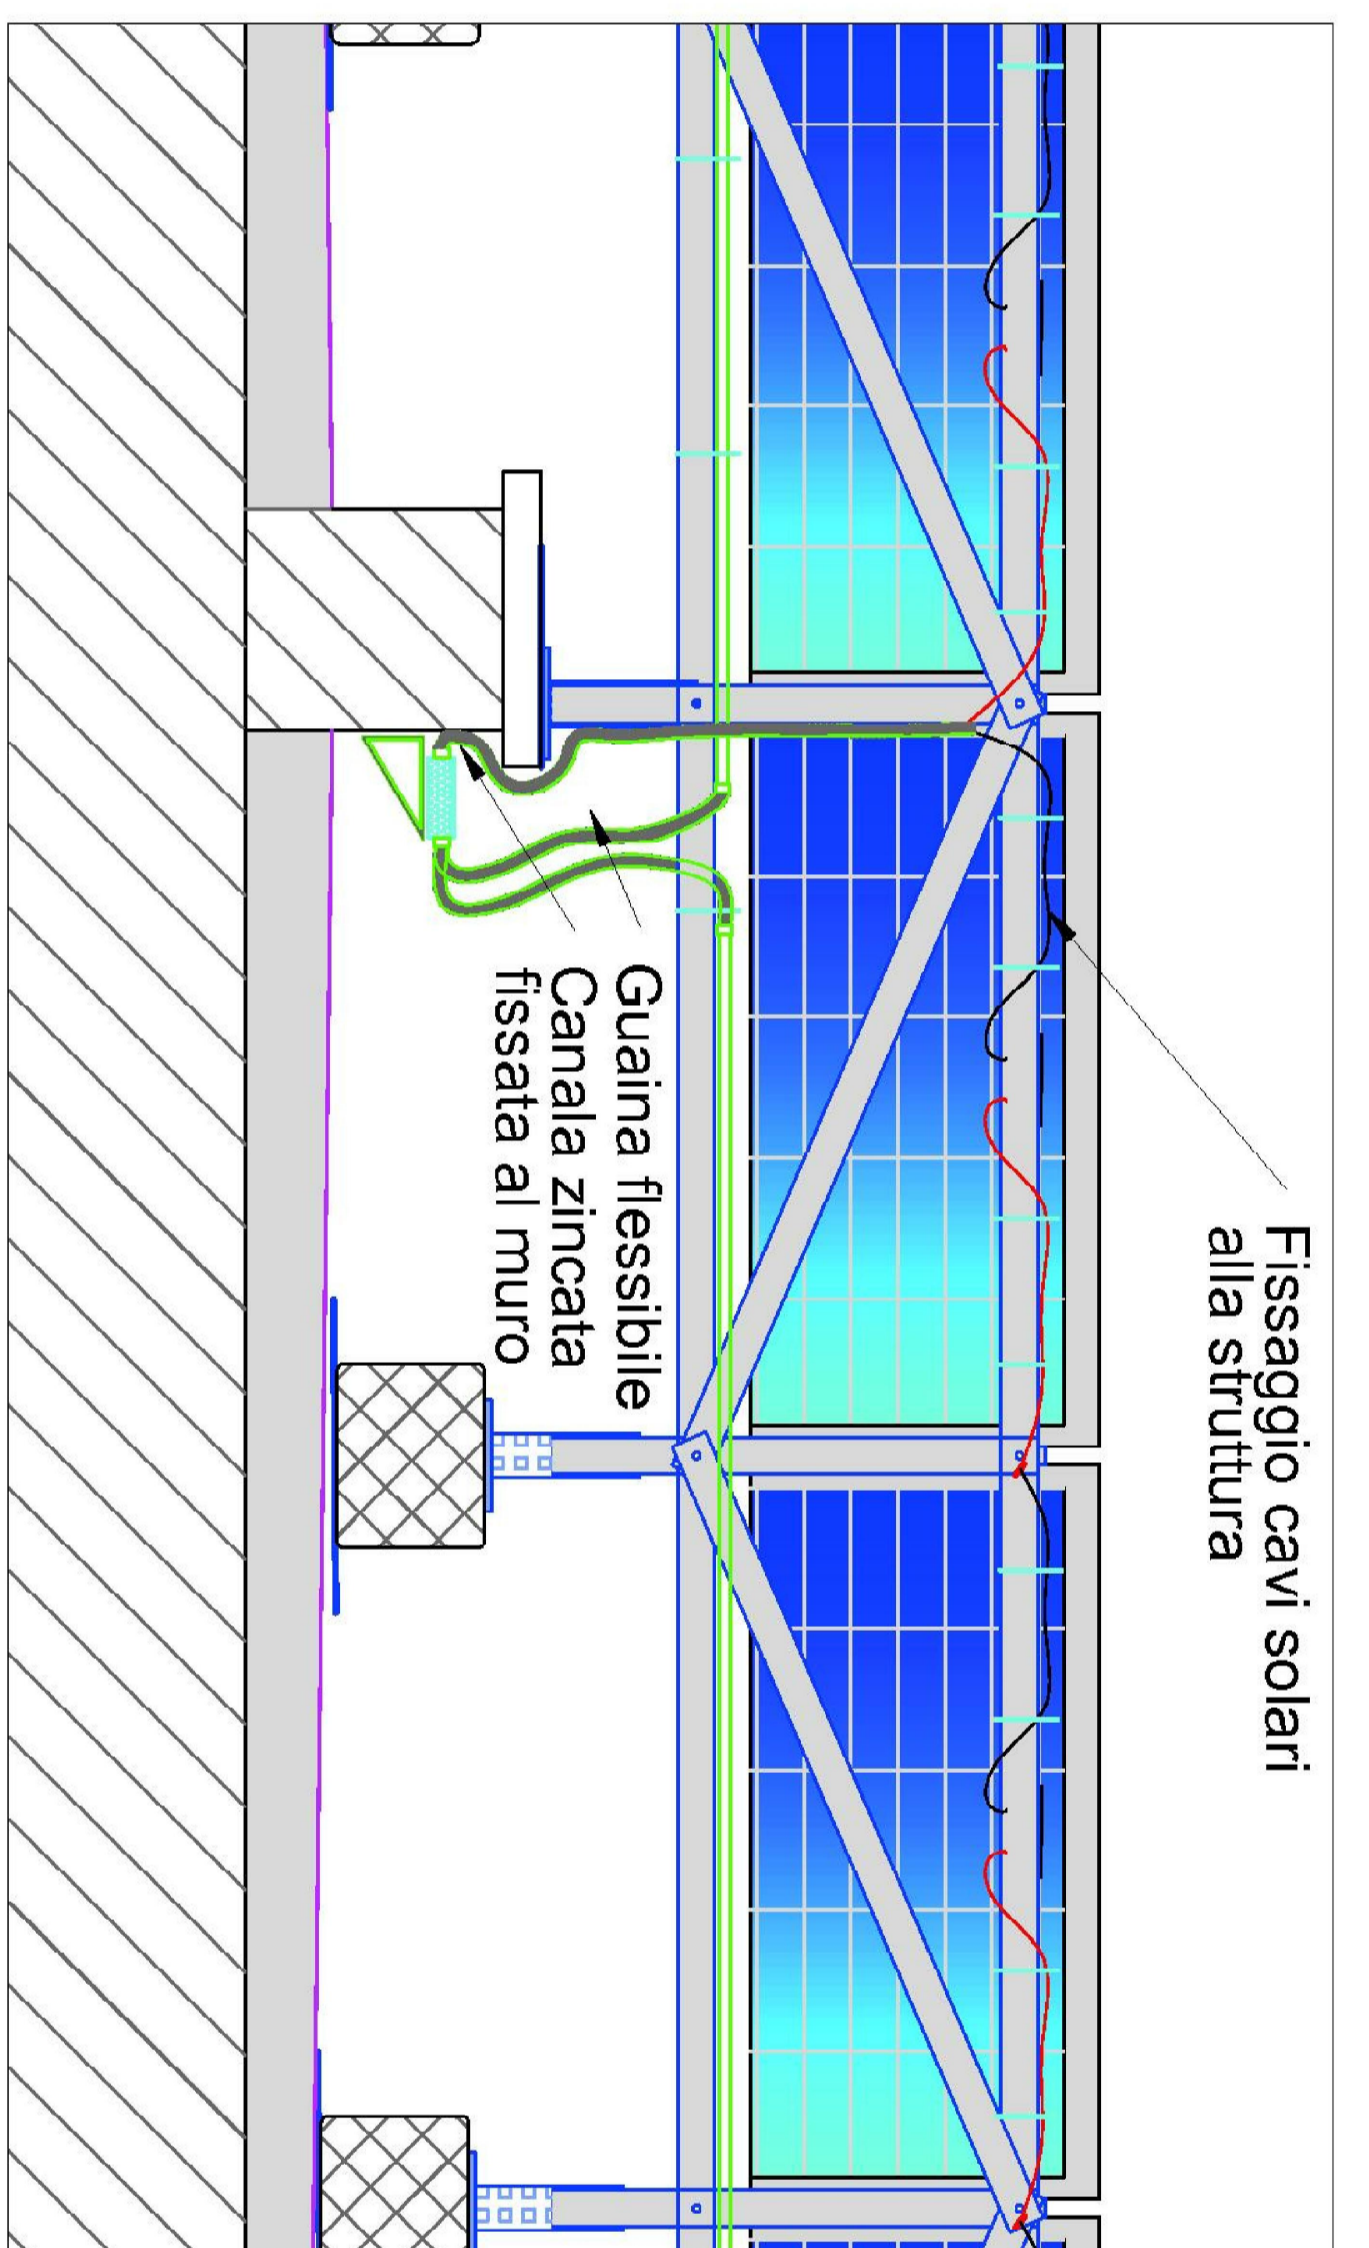 Fissaggio cavi solari
alla struttura
Guaina flessibile
Canala zincata
fissata al muro